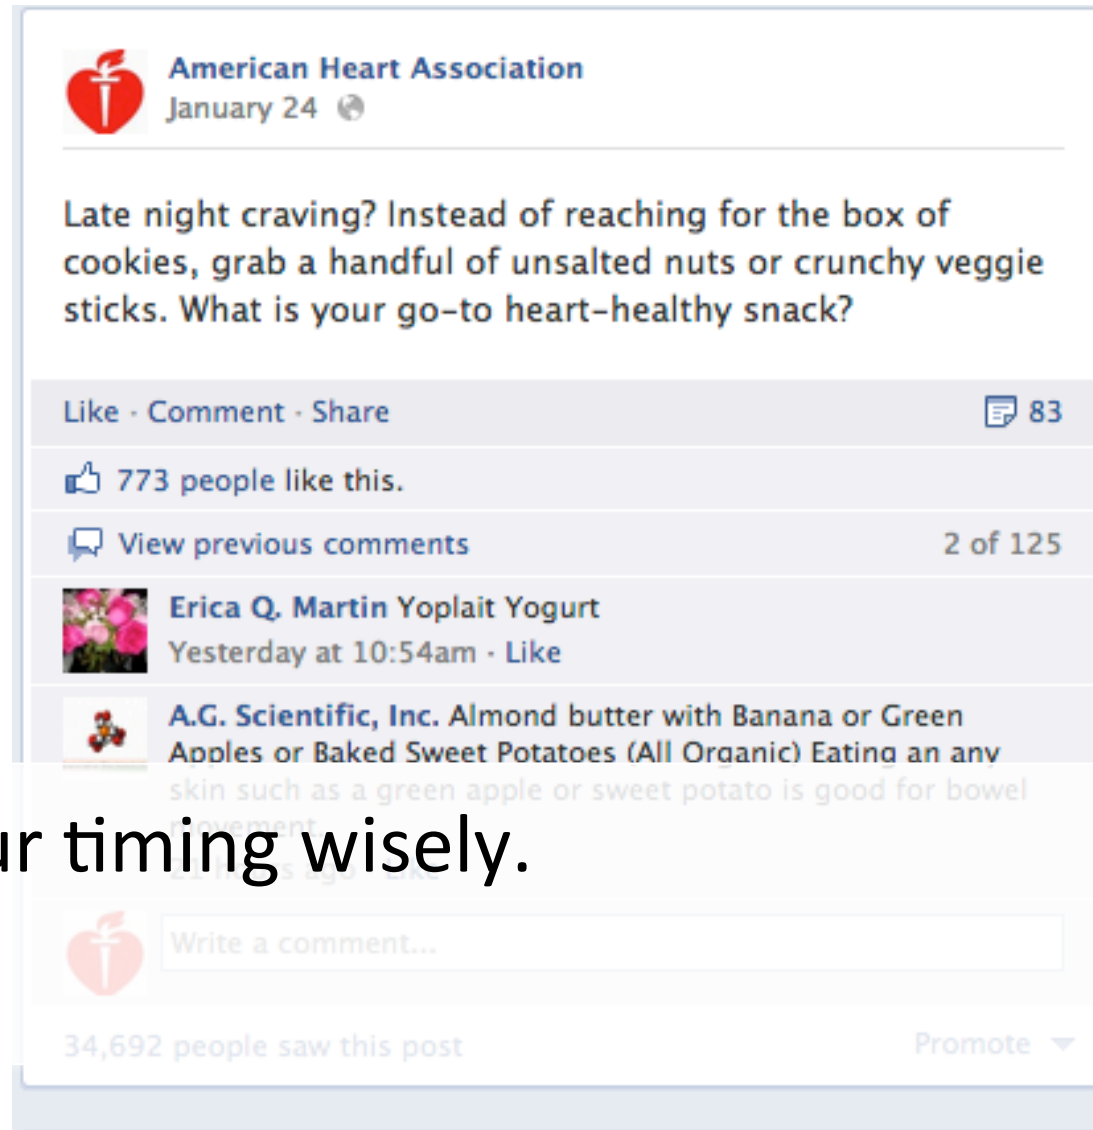 American Heart Association
January 24
Late night craving? Instead of reaching for the box of
cookies, grab a handful of unsalted nuts or crunchy veggie
sticks. What is your go-to heart-healthy snack?
Like · Comment · Share 83
773 people like this.
View previous comments 2 of 125
Erica Q. Martin Yoplait Yogurt
Yesterday at 10:54am · Like
A.G. Scientific, Inc. Almond butter with Banana or Green
Apples or Baked Sweet Potatoes (All Organic) Eating an any
skin such as a green apple or sweet potato is good for bowel
movement.
timing wisely.
21 hours ago · Like
Write a comment...
34,692 people saw this post Promote